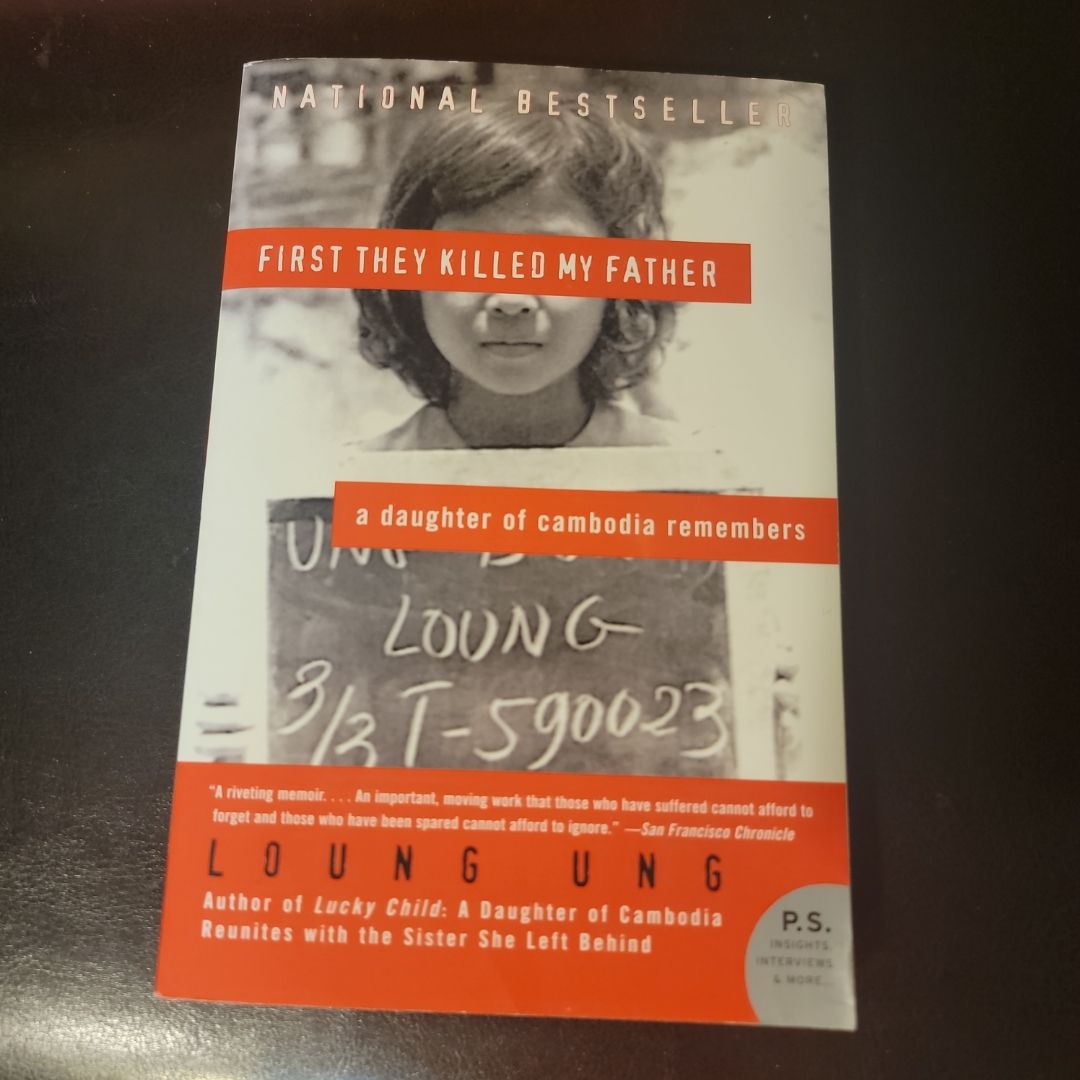 NATIONAL BESTSELLER
FIRST THEY KILLED MY FATHER
a daughter of cambodia remembers
LOUNG
3/3 T-590023
"A riveting memoir. . . . An important, moving work that those who have suffered cannot afford to
forget and those who have been spared cannot afford to ignore." —San Francisco Chronicle
LOUNG UNG
Author of Lucky Child: A Daughter of Cambodia
Reunites with the Sister She Left Behind
P.S.
INSIGHTS,
INTERVIEWS
& MORE...